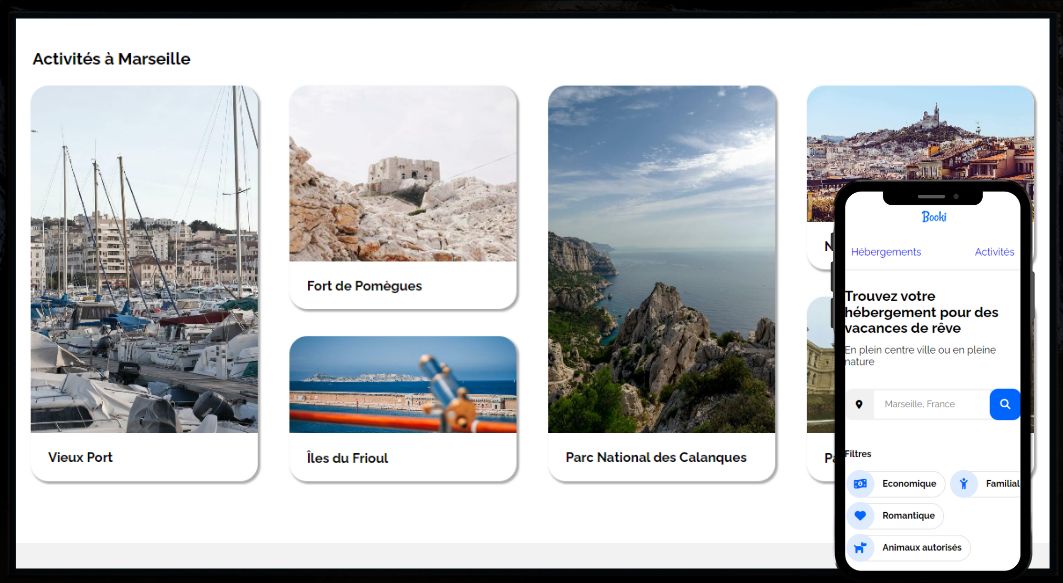 Activités à Marseille
Vieux Port
Fort de Pomègues
Îles du Frioul
Parc National des Calanques
Booki
Hébergements
Activités
Trouvez votre
hébergement pour des
vacances de rêve
En plein centre ville ou en pleine
nature
Marseille, France
Filtres
Economique
Familial
Romantique
Animaux autorisés